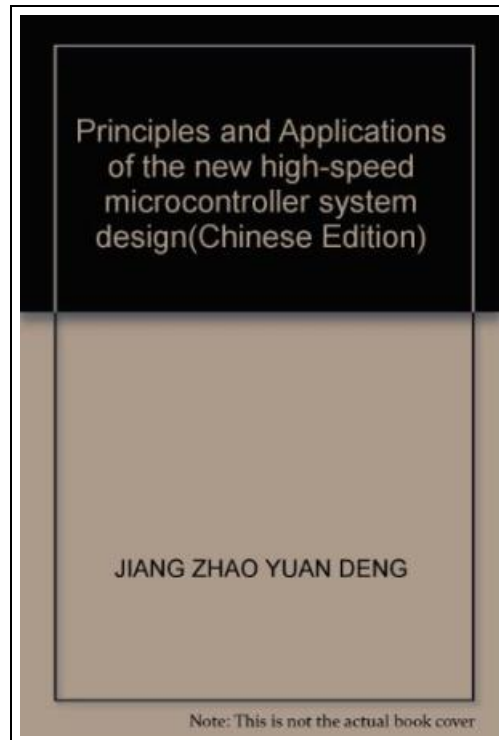 Principles and Applications
of the new high-speed
microcontroller system
design(Chinese Edition)
JIANG ZHAO YUAN DENG
Note: This is not the actual book cover